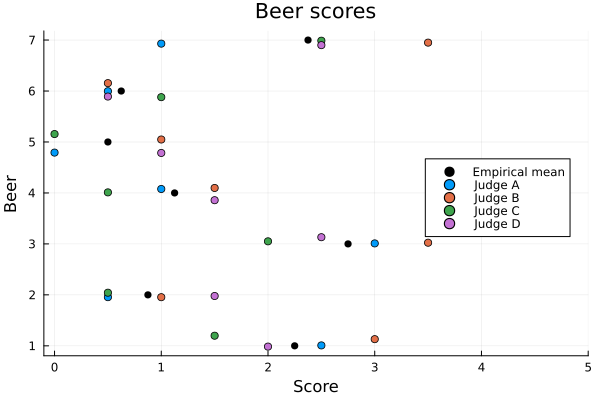 Beer scores
7
6
5
4
3
2
1
Beer
Empirical mean
Judge A
Judge B
Judge C
Judge D
0 1 2 3 4 5
Score